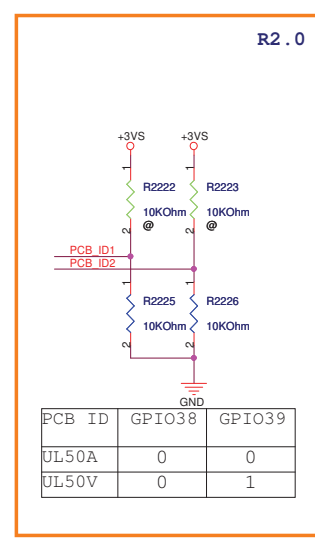 R2.0
+3VS +3VS
1 1
R2222 R2223
10KOhm 10KOhm
@ @
2 2
PCB_ID1
PCB_ID2
1 1
R2225 R2226
10KOhm 10KOhm
2 2
GND
PCB ID GPIO38 GPIO39
UL50A 0 0
UL50V 0 1